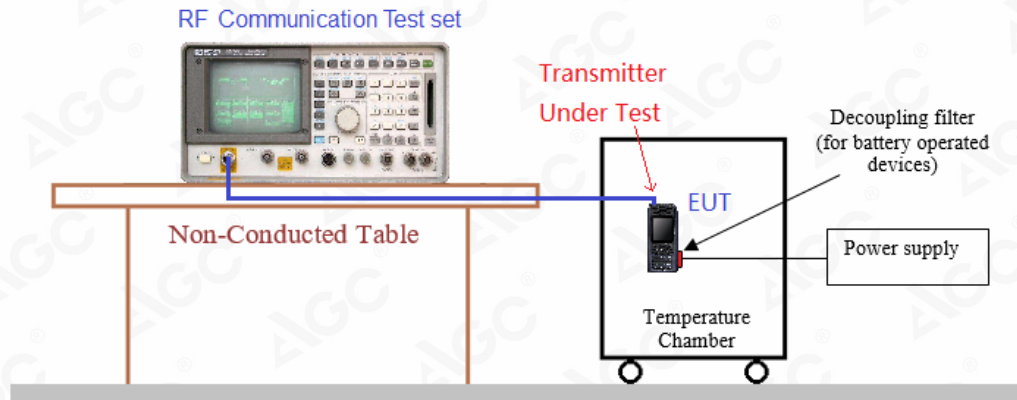 RF Communication Test set
Transmitter
Under Test
Decoupling filter
(for battery operated
devices)
EUT
Non-Conducted Table
Power supply
Temperature
Chamber
AGC